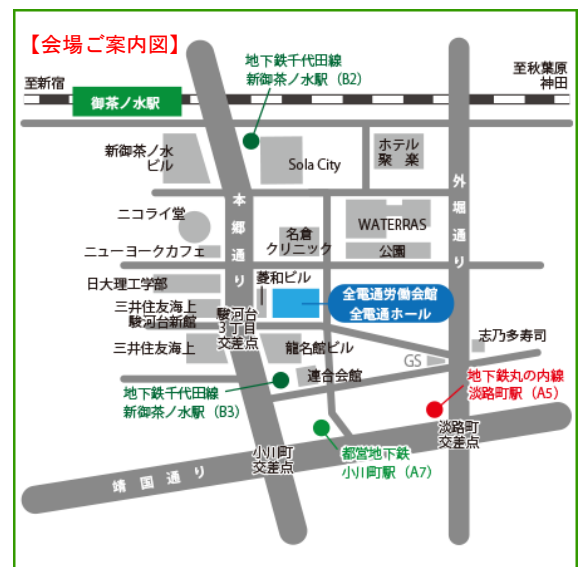 【会場ご案内図】
地下鉄千代田線
新御茶ノ水駅（B2）
至秋葉原
神田
至新宿
御茶ノ水駅
新御茶ノ水
ビル
Sola City
ホテル
聚楽
本郷通り
外堀通り
ニコライ堂
名倉
クリニック
WATERRAS
公園
ニューヨークカフェ
日大理工学部
菱和ビル
全電通労働会館
全電通ホール
三井住友海上
駿河台新館
駿河台
3丁目
交差点
三井住友海上
龍名館ビル
志乃多寿司
GS
連合会館
地下鉄千代田線
新御茶ノ水駅（B3）
地下鉄丸の内線
淡路町駅（A5）
淡路町
交差点
小川町
交差点
都営地下鉄
小川町駅（A7）
靖国通り